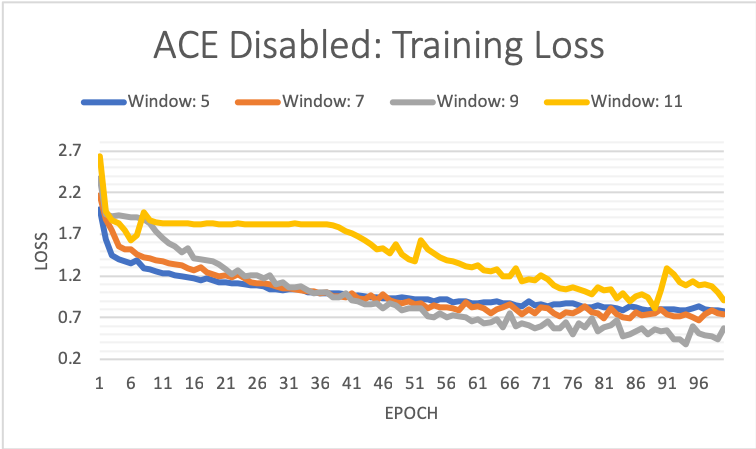 ACE Disabled: Training Loss
Window: 5 Window: 7 Window: 9 Window: 11
2.7
2.2
1.7
1.2
0.7
0.2
LOSS
1 6 11 16 21 26 31 36 41 46 51 56 61 66 71 76 81 86 91 96
EPOCH